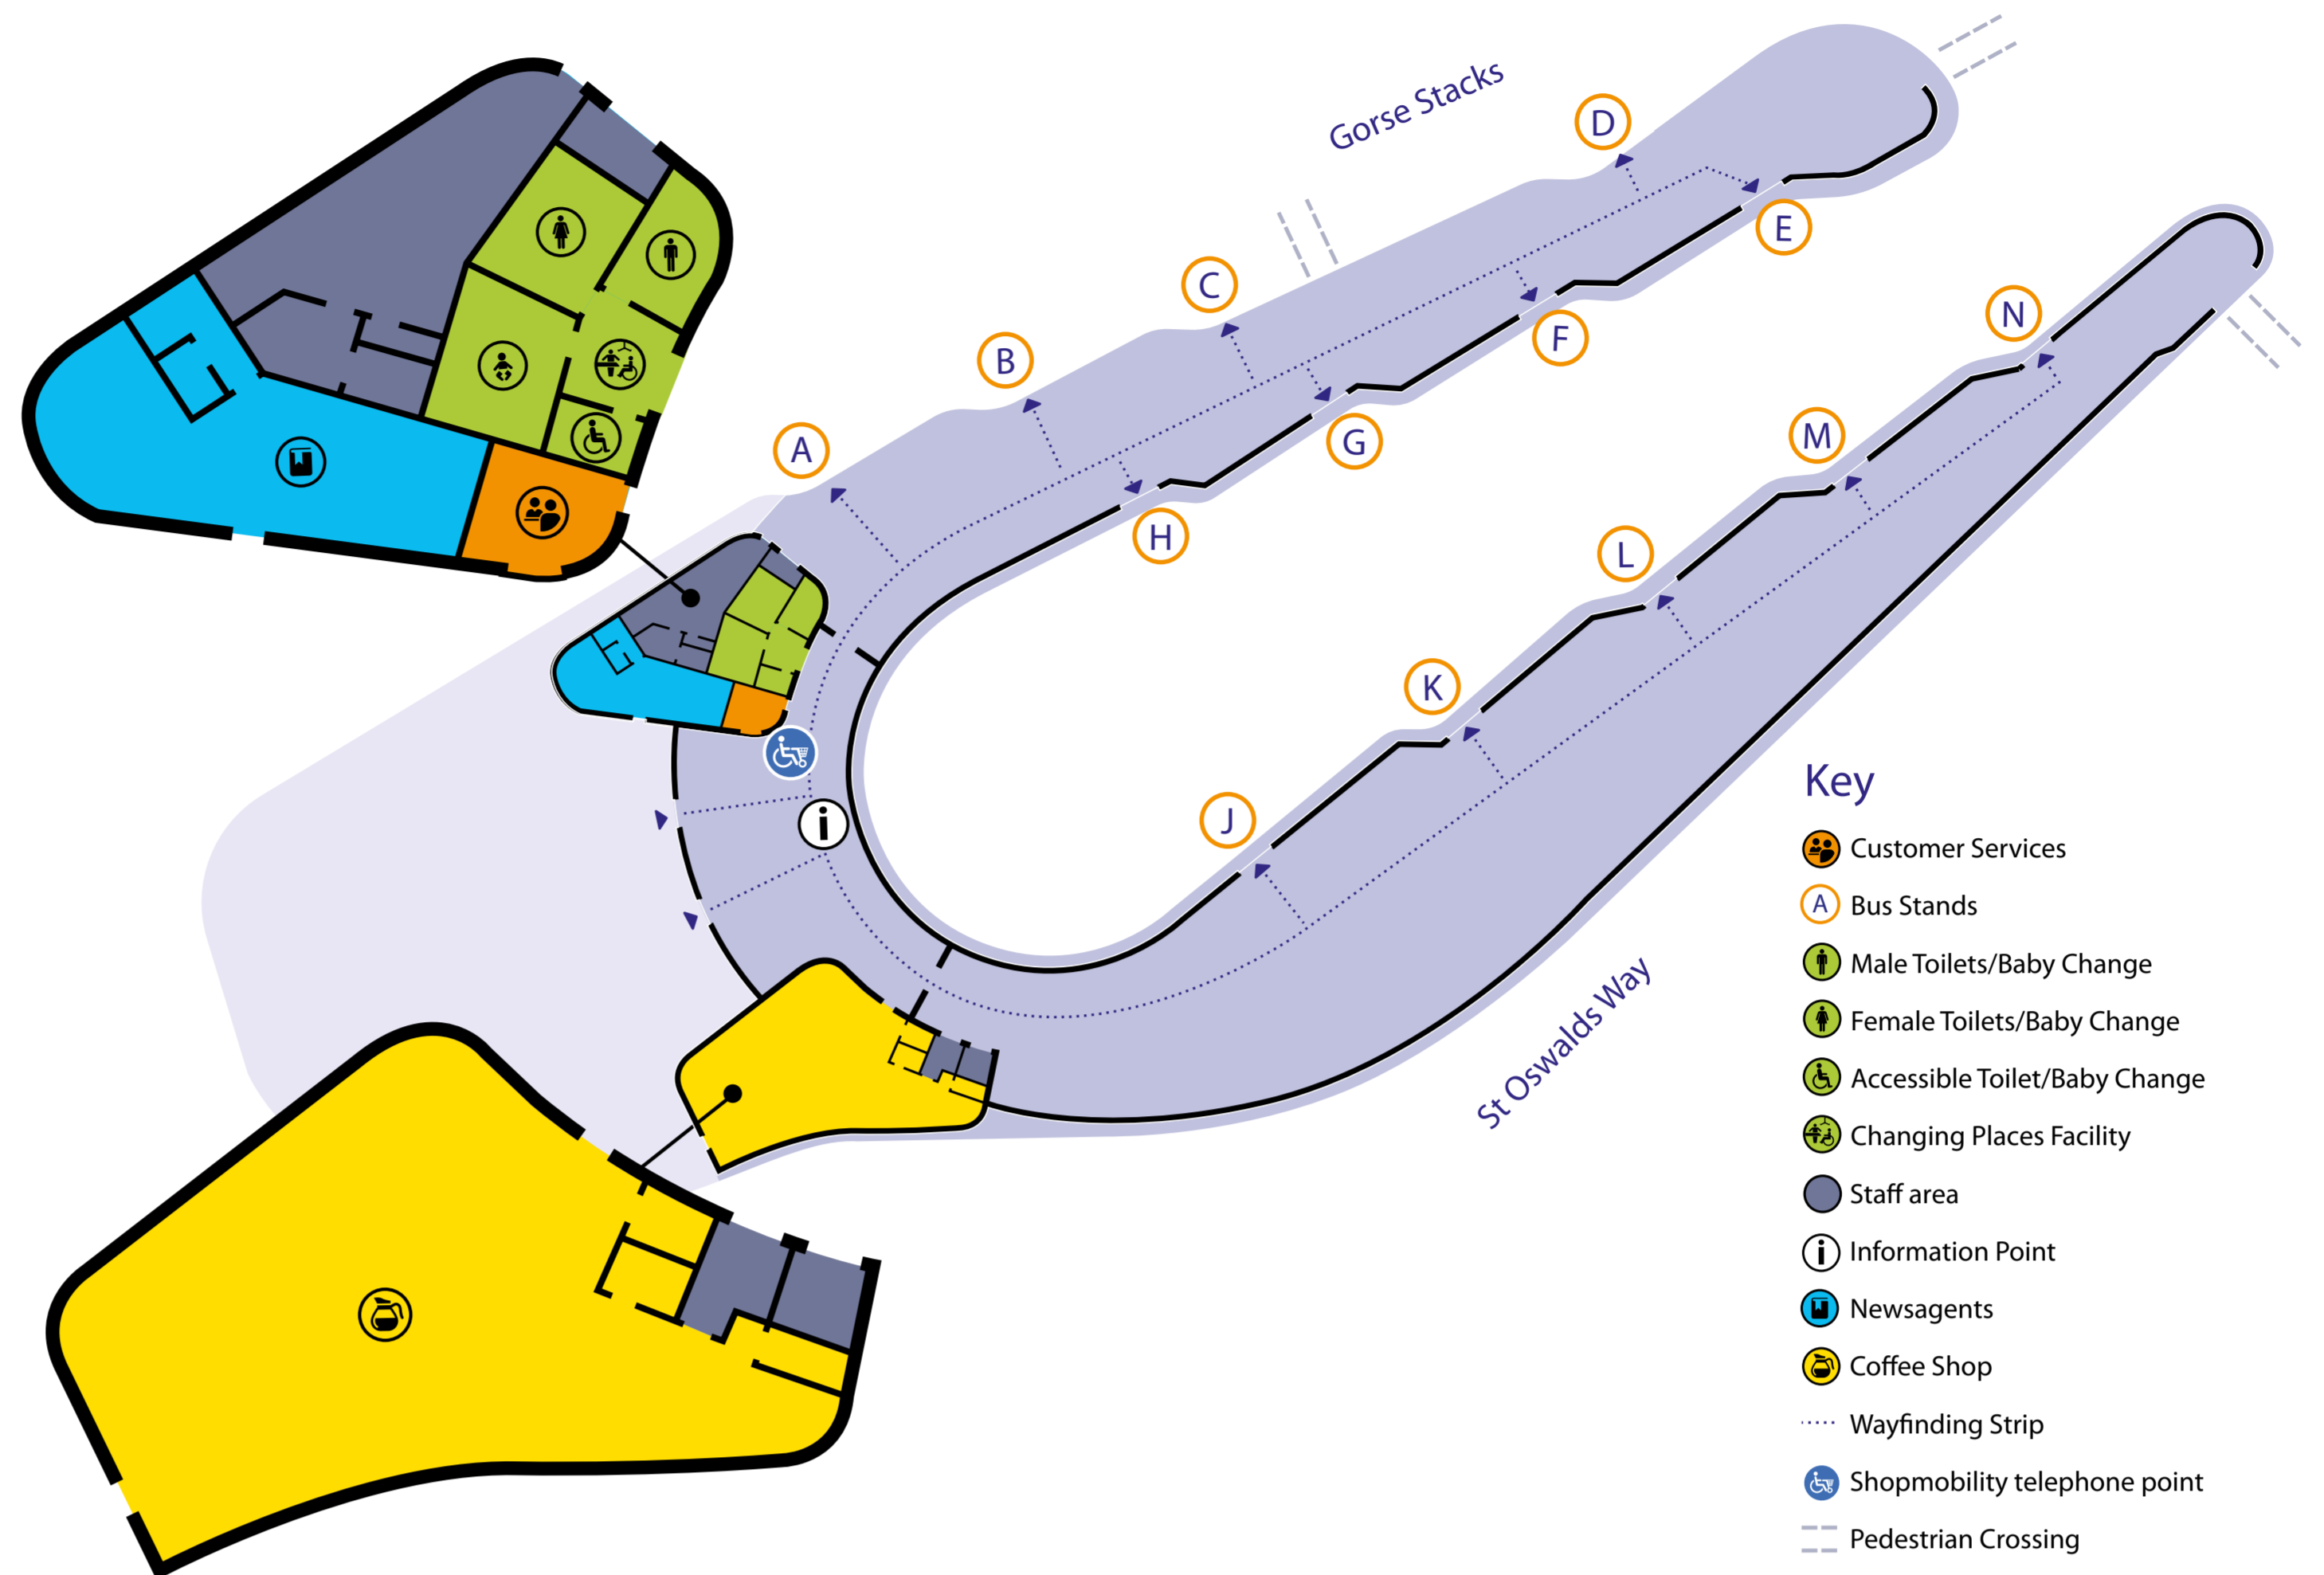 Gorse Stacks
D
E
C
F
B
G
A
H
N
M
L
K
J
i
St Oswalds Way
Key
Customer Services
A Bus Stands
Male Toilets/Baby Change
Female Toilets/Baby Change
Accessible Toilet/Baby Change
Changing Places Facility
Staff area
i Information Point
Newsagents
Coffee Shop
Wayfinding Strip
Shopmobility telephone point
Pedestrian Crossing